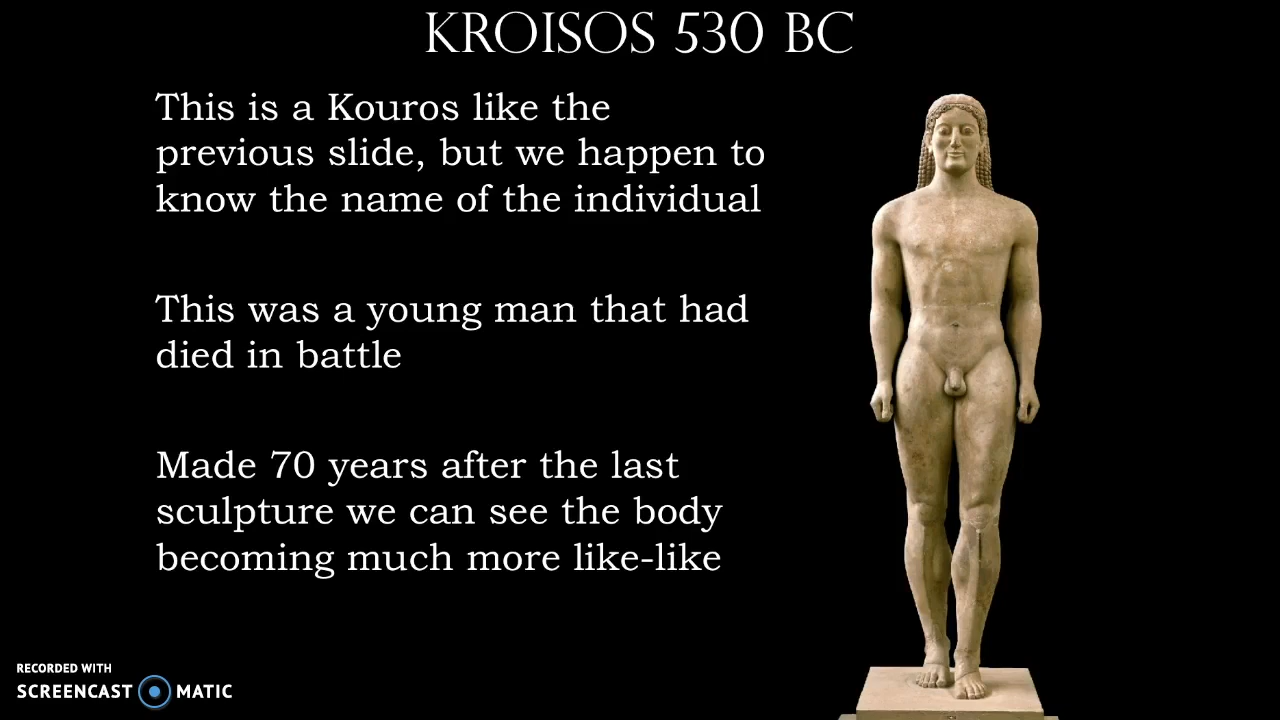 KROISOS 530 BC
This is a Kouros like the
previous slide, but we happen to
know the name of the individual
This was a young man that had
died in battle
Made 70 years after the last
sculpture we can see the body
becoming much more like-like
RECORDED WITH
SCREENCAST MATIC